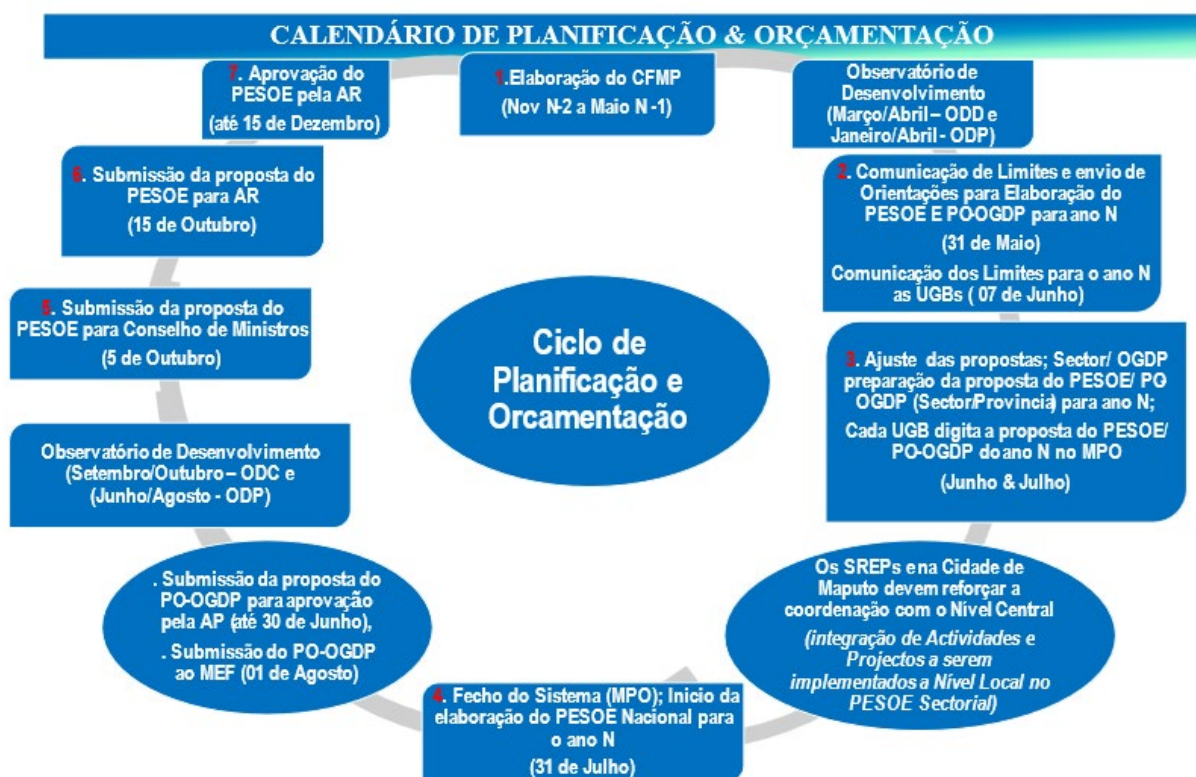 CALENDÁRIO DE PLANIFICAÇÃO & ORÇAMENTAÇÃO
1.Elaboração do CFMP
(Nov N-2 a Maio N -1)
Observatório de
Desenvolvimento
(Março/Abril – ODD e
Janeiro/Abril - ODP)
2. Comunicação de Limites e envio de
Orientações para Elaboração do
PESOE E PO-OGDP para ano N
(31 de Maio)
Comunicação dos Limites para o ano N
as UGBs ( 07 de Junho)
3. Ajuste das propostas; Sector/ OGDP
preparação da proposta do PESOE/ PO
OGDP (Sector/Provincia) para ano N;
Cada UGB digita a proposta do PESOE/
PO-OGDP do ano N no MPO
(Junho & Julho)
Os SREPs e na Cidade de
Maputo devem reforçar a
coordenação com o Nível Central
(integração de Actividades e
Projectos a serem
implementados a Nível Local no
PESOE Sectorial)
4. Fecho do Sistema (MPO); Inicio da
elaboração do PESOE Nacional para
o ano N
(31 de Julho)
. Submissão da proposta do
PO-OGDP para aprovação
pela AP (até 30 de Junho),
. Submissão do PO-OGDP
ao MEF (01 de Agosto)
Observatório de Desenvolvimento
(Setembro/Outubro – ODC e
(Junho/Agosto - ODP)
5. Submissão da proposta do
PESOE para Conselho de Ministros
(5 de Outubro)
6. Submissão da proposta do
PESOE para AR
(15 de Outubro)
7. Aprovação do
PESOE pela AR
(até 15 de Dezembro)
Ciclo de
Planificação e
Orcamentação